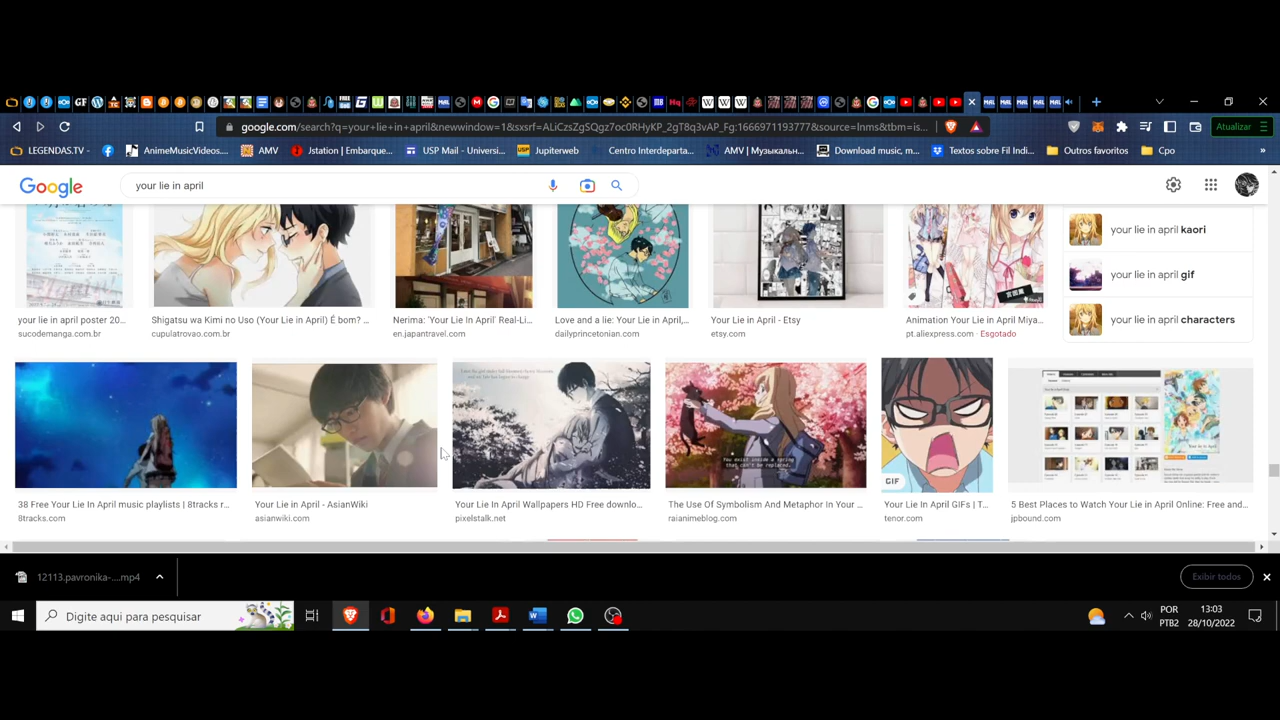 google.com/search?q=your+lie+in+april&newwindow=1&sxsrf=ALiCzsZgSQgz7oc0RHyKP_2gT8q3vAP_Fg:1666971193777&source=lnms&tbm=is...
Atualizar
LEGENDAS.TV -
AnimeMusicVideos....
AMV
Jstation | Embarque...
USP Mail - Universi...
Jupiterweb
Centro Interdeparta...
AMV | Музыкальн...
Download music, m...
Textos sobre Fil Indi...
Outros favoritos
Cpo
»
Google
your lie in april
your lie in april kaori
your lie in april gif
your lie in april characters
your lie in april poster 20...
sucodemanga.com.br
Shigatsu wa Kimi no Uso (Your Lie in April) É bom? ...
cupulatrovao.com.br
Nerima: 'Your Lie In April' Real-Li...
en.japantravel.com
Love and a lie: Your Lie in April,...
dailyprincetonian.com
Your Lie in April - Etsy
etsy.com
Animation Your Lie in April Miya...
pt.aliexpress.com - Esgotado
You exist inside a spring
that can't be replaced.
GIF
38 Free Your Lie In April music playlists | 8tracks r...
8tracks.com
Your Lie in April - AsianWiki
asianwiki.com
Your Lie In April Wallpapers HD Free downlo...
pixelstalk.net
The Use Of Symbolism And Metaphor In Your ...
raianimeblog.com
Your Lie In April GIFs | T...
tenor.com
5 Best Places to Watch Your Lie in April Online: Free and...
jpbound.com
12113.pavronika-....mp4
Exibir todos
Digite aqui para pesquisar
POR
PTB2
13:03
28/10/2022